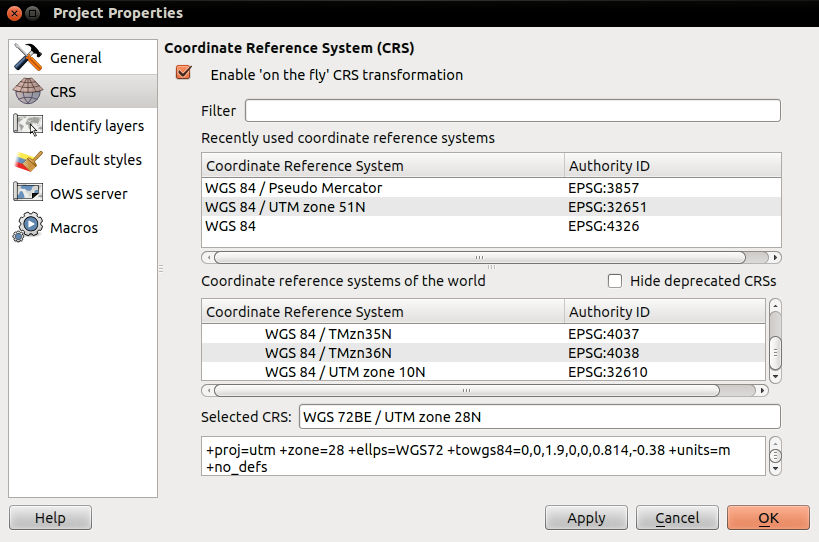 Project Properties
General
CRS
Identify layers
Default styles
OWS server
Macros
Coordinate Reference System (CRS)
Enable 'on the fly' CRS transformation
Filter
Recently used coordinate reference systems
Coordinate Reference System Authority ID
WGS 84 / Pseudo Mercator EPSG:3857
WGS 84 / UTM zone 51N EPSG:32651
WGS 84 EPSG:4326
Coordinate reference systems of the world Hide deprecated CRSs
Coordinate Reference System Authority ID
WGS 84 / TMzn35N EPSG:4037
WGS 84 / TMzn36N EPSG:4038
WGS 84 / UTM zone 10N EPSG:32610
Selected CRS: WGS 72BE / UTM zone 28N
+proj=utm +zone=28 +ellps=WGS72 +towgs84=0,0,1.9,0,0,0.814,-0.38 +units=m
+no_defs
Help Apply Cancel OK